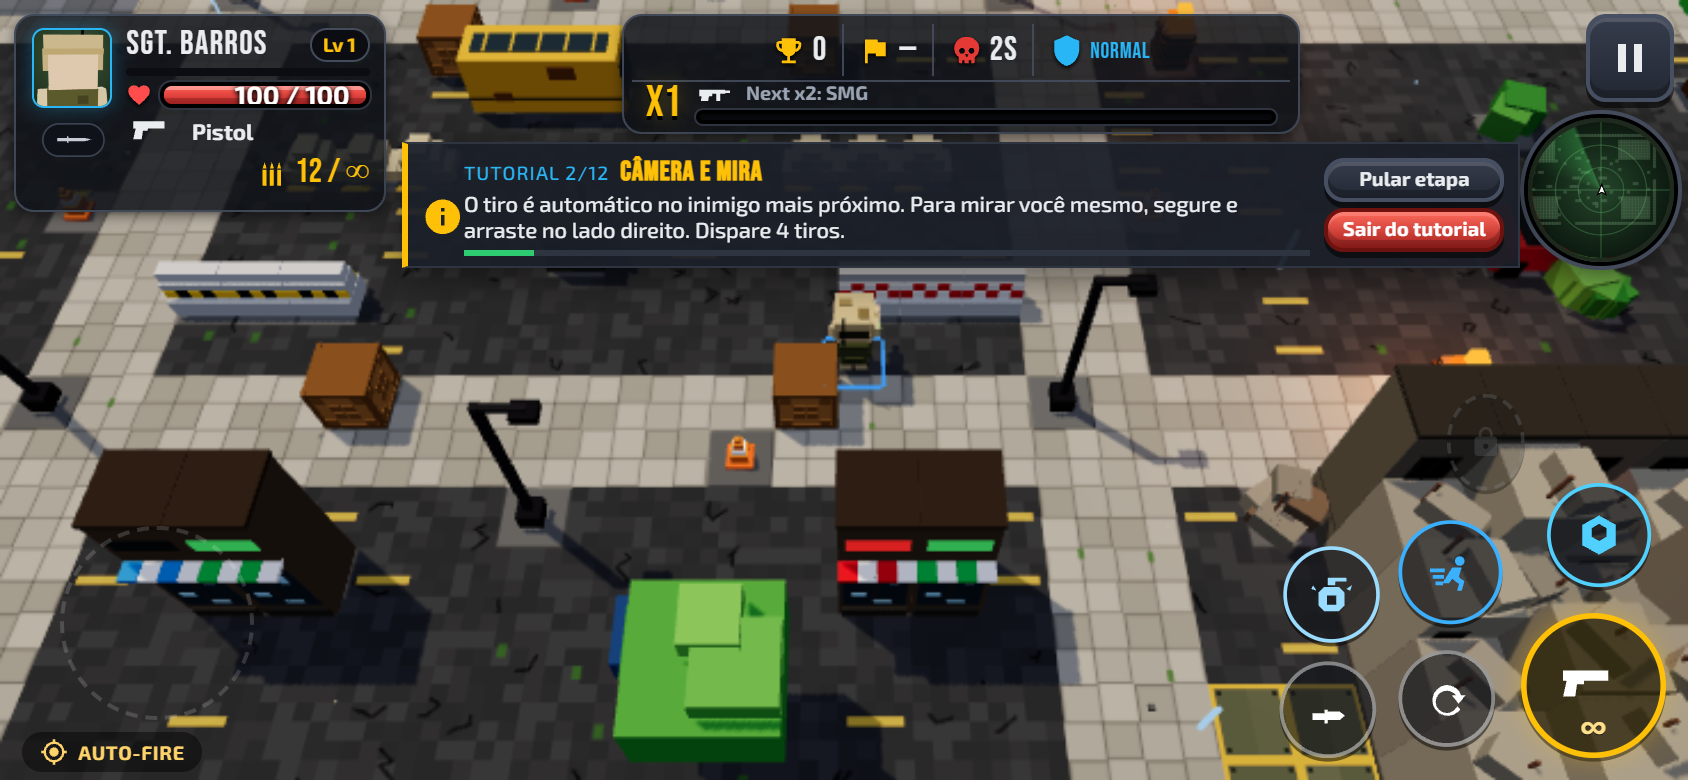 SGT. BARROS
Lv 1
100 / 100
Pistol
12 / ∞
0
–
2S
NORMAL
X1
Next x2: SMG
TUTORIAL 2/12 CÂMERA E MIRA
O tiro é automático no inimigo mais próximo. Para mirar você mesmo, segure e
arraste no lado direito. Dispare 4 tiros.
Pular etapa
Sair do tutorial
∞
AUTO-FIRE